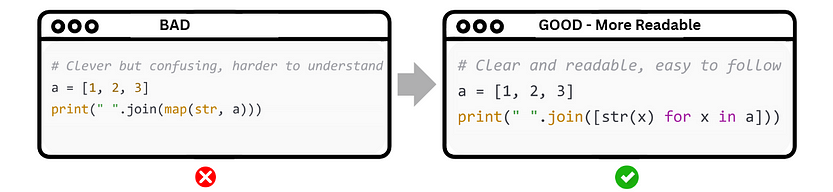 BAD
# Clever but confusing, harder to understand
a = [1, 2, 3]
print(" ".join(map(str, a)))
GOOD - More Readable
# Clear and readable, easy to follow
a = [1, 2, 3]
print(" ".join([str(x) for x in a]))